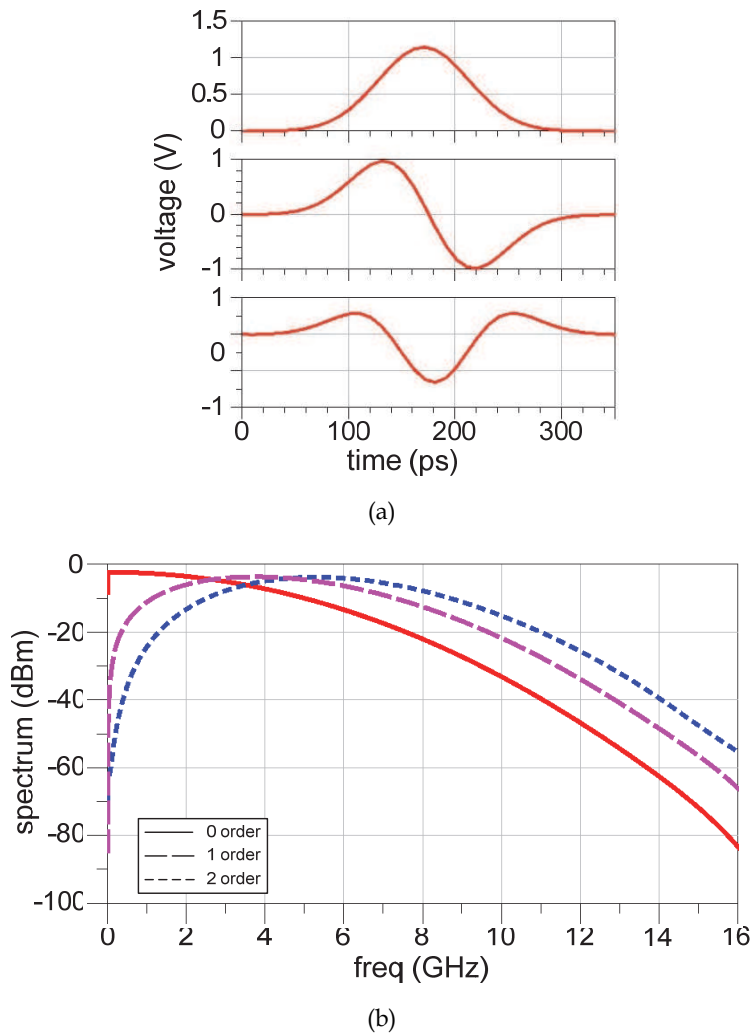 1.5
1
0.5
0
1
0
-1
1
0
-1
voltage (V)
0 100 200 300
time (ps)
(a)
0
-20
-40
-60
-80
-100
spectrum (dBm)
0 order
1 order
2 order
0 2 4 6 8 10 12 14 16
freq (GHz)
(b)